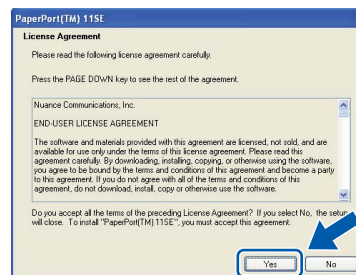 PaperPort(TM) 11SE
License Agreement
Please read the following license agreement carefully.
Press the PAGE DOWN key to see the rest of the agreement.
Nuance Communications, Inc.
END-USER LICENSE AGREEMENT
The software and materials provided with this agreement are licensed, not sold, and are
available for use only under the terms of this license agreement. Please read this
agreement carefully. By downloading, installing, copying, or otherwise using the software,
you agree to be bound by the terms and conditions of this agreement and become a party
to this agreement. If you do not agree with all of the terms and conditions of this
agreement, do not download, install, copy or otherwise use the software.
Do you accept all the terms of the preceding License Agreement? If you select No, the setup
will close. To install "PaperPort(TM) 11SE", you must accept this agreement.
Yes
No